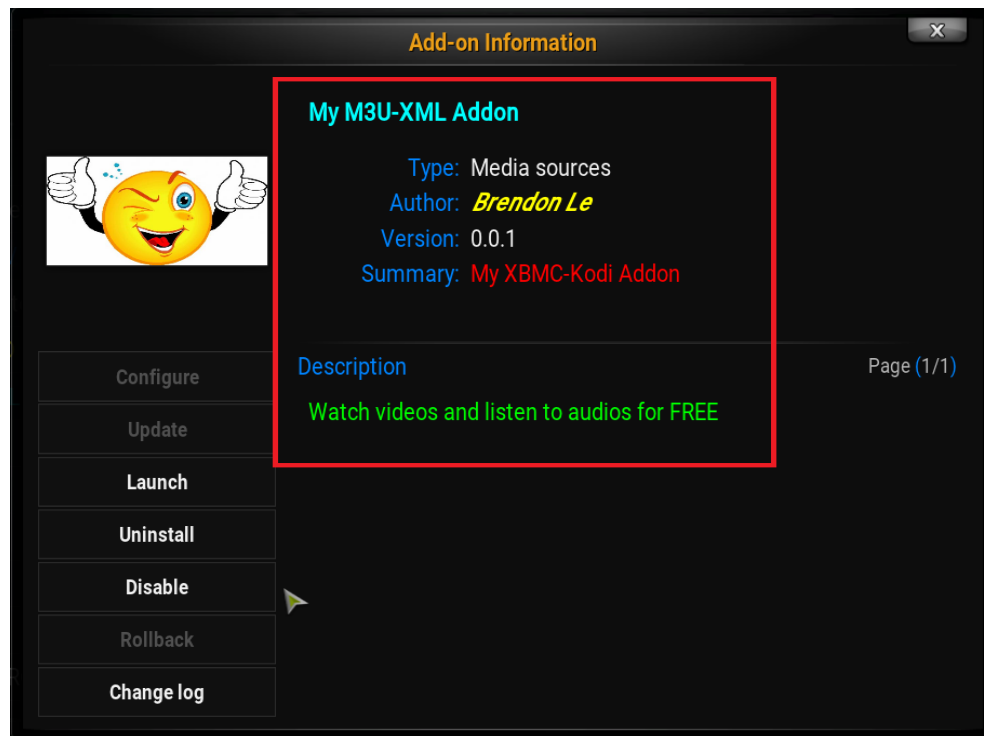 Add-on Information
x
My M3U-XML Addon
Type: Media sources
Author: Brendon Le
Version: 0.0.1
Summary: My XBMC-Kodi Addon
Description
Page (1/1)
Watch videos and listen to audios for FREE
Configure
Update
Launch
Uninstall
Disable
Rollback
Change log